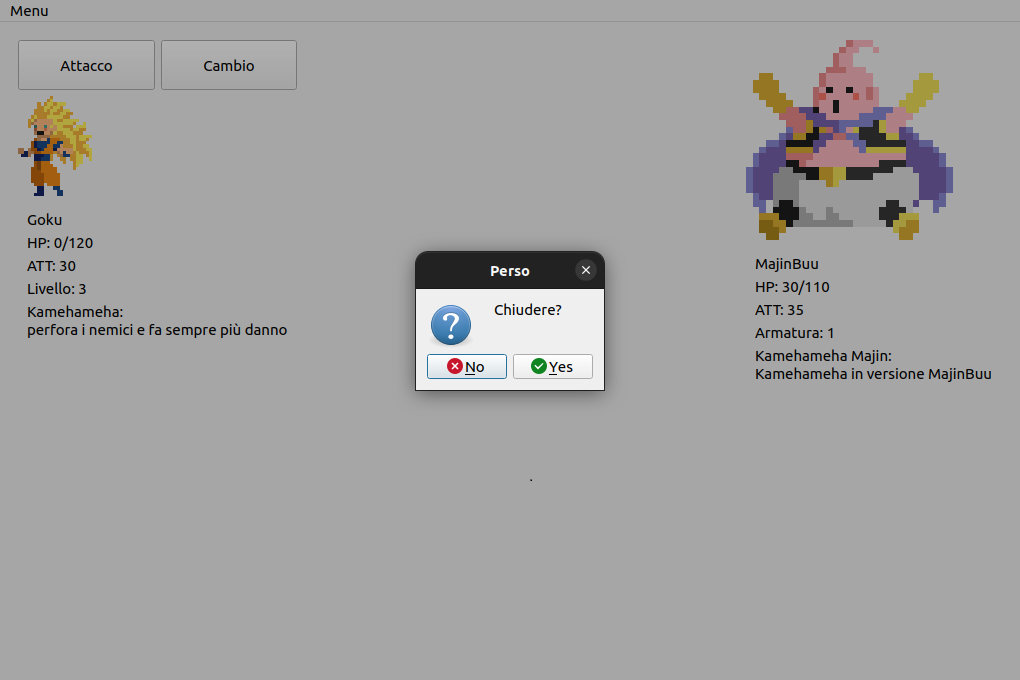 Menu
Attacco
Cambio
Goku
HP: 0/120
ATT: 30
Livello: 3
Kamehameha:
perfora i nemici e fa sempre più danno
Perso
Chiudere?
No
Yes
MajinBuu
HP: 30/110
ATT: 35
Armatura: 1
Kamehameha Majin:
Kamehameha in versione MajinBuu